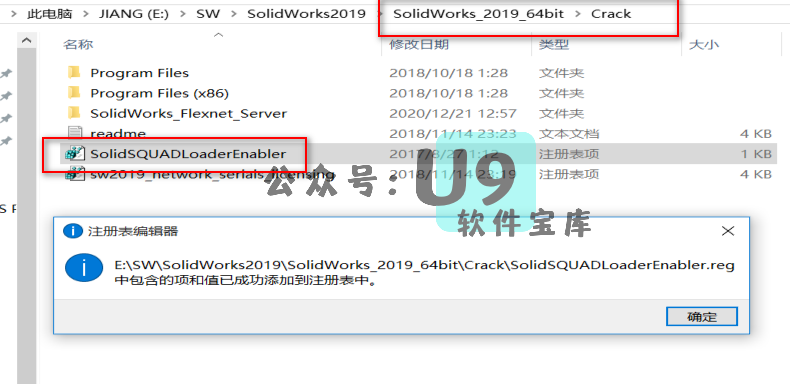 此电脑 > JIANG (E:) > SW > SolidWorks2019 > SolidWorks_2019_64bit > Crack
名称 修改日期 类型 大小
Program Files 2018/10/18 1:28 文件夹
Program Files (x86) 2018/10/18 1:28 文件夹
SolidWorks_Flexnet_Server 2020/12/21 12:57 文件夹
readme 2018/11/14 23:23 文本文档 4 KB
SolidSQUADLoaderEnabler 2017/8/27 1:12 注册表项 1 KB
sw2019_network_serials_licensing 2018/11/14 23:19 注册表项 4 KB
公众号：U9
软件宝库
注册表编辑器
E:\SW\SolidWorks2019\SolidWorks_2019_64bit\Crack\SolidSQUADLoaderEnabler.reg
中包含的项和值已成功添加到注册表中。
确定